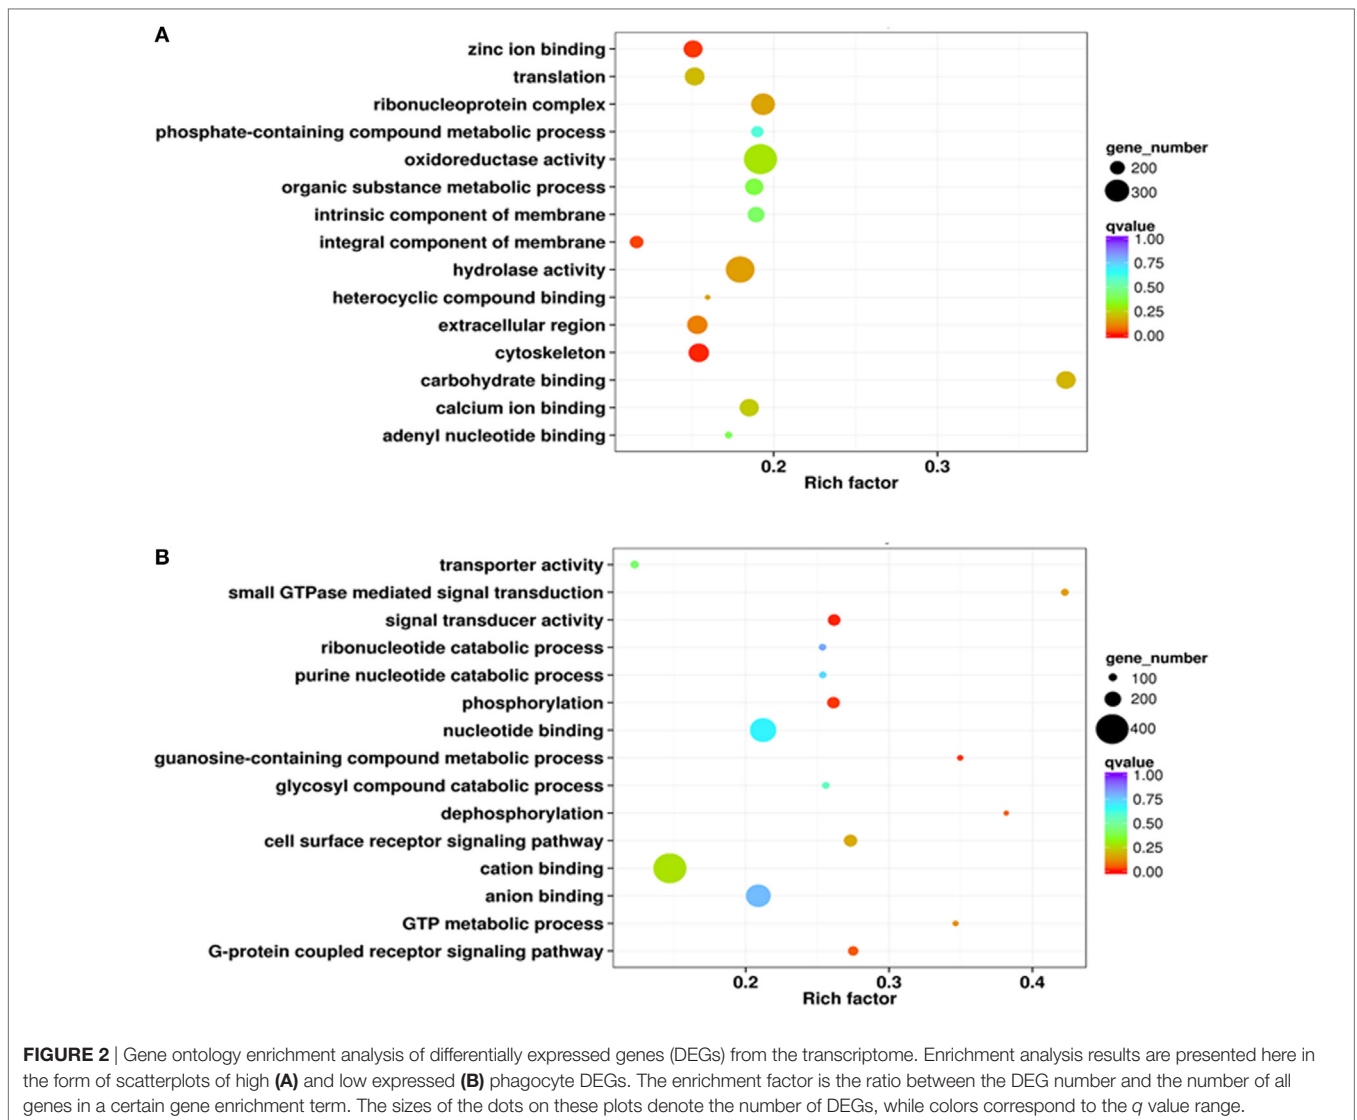 A
zinc ion binding
translation
ribonucleoprotein complex
phosphate-containing compound metabolic process
oxidoreductase activity
organic substance metabolic process
intrinsic component of membrane
integral component of membrane
hydrolase activity
heterocyclic compound binding
extracellular region
cytoskeleton
carbohydrate binding
calcium ion binding
adenyl nucleotide binding
0.2 0.3
Rich factor
gene_number
200
300
qvalue
1.00
0.75
0.50
0.25
0.00
B
transporter activity
small GTPase mediated signal transduction
signal transducer activity
ribonucleotide catabolic process
purine nucleotide catabolic process
phosphorylation
nucleotide binding
guanosine-containing compound metabolic process
glycosyl compound catabolic process
dephosphorylation
cell surface receptor signaling pathway
cation binding
anion binding
GTP metabolic process
G-protein coupled receptor signaling pathway
0.2 0.3 0.4
Rich factor
gene_number
100
200
400
qvalue
1.00
0.75
0.50
0.25
0.00
FIGURE 2 | Gene ontology enrichment analysis of differentially expressed genes (DEGs) from the transcriptome. Enrichment analysis results are presented here in
the form of scatterplots of high (A) and low expressed (B) phagocyte DEGs. The enrichment factor is the ratio between the DEG number and the number of all
genes in a certain gene enrichment term. The sizes of the dots on these plots denote the number of DEGs, while colors correspond to the q value range.